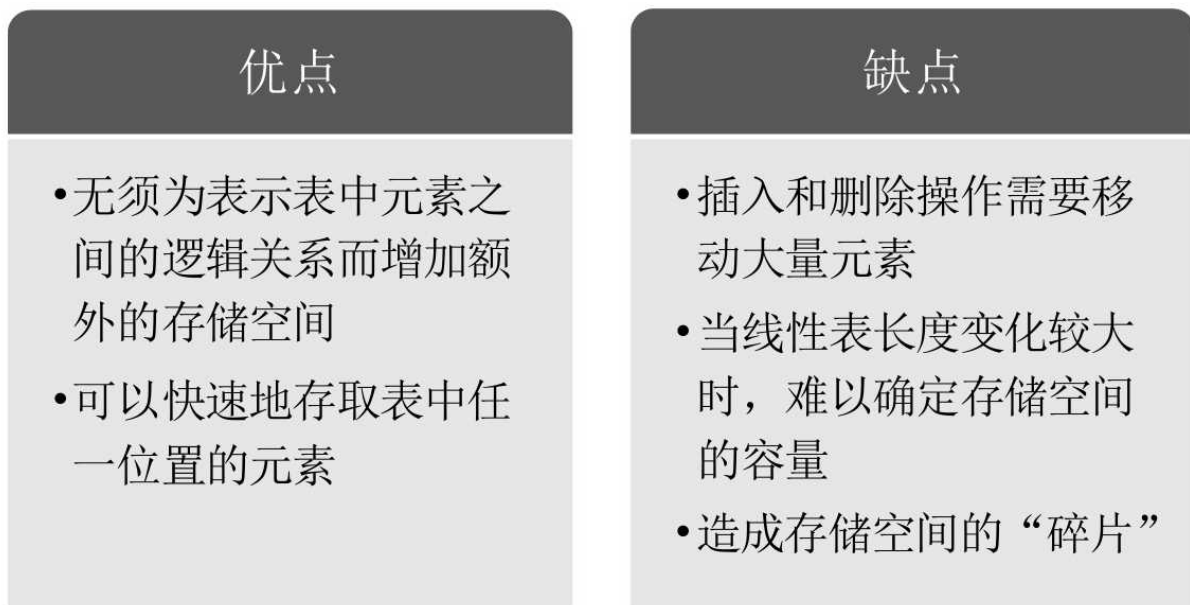 优点
•无须为表示表中元素之
间的逻辑关系而增加额
外的存储空间
•可以快速地存取表中任
一位置的元素
缺点
•插入和删除操作需要移
动大量元素
•当线性表长度变化较大
时，难以确定存储空间
的容量
•造成存储空间的“碎片”